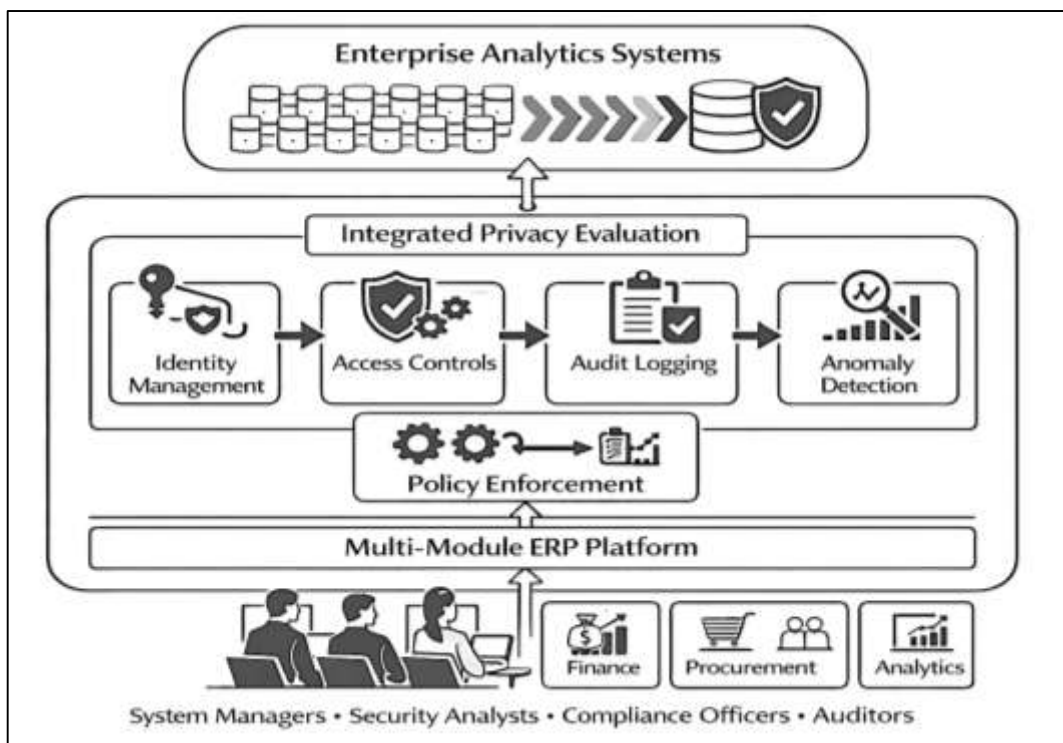 Enterprise Analytics Systems
Integrated Privacy Evaluation
Identity
Management
Access Controls
Audit Logging
Anomaly
Detection
Policy Enforcement
Multi-Module ERP Platform
$
Finance
Procurement
Analytics
System Managers • Security Analysts • Compliance Officers • Auditors